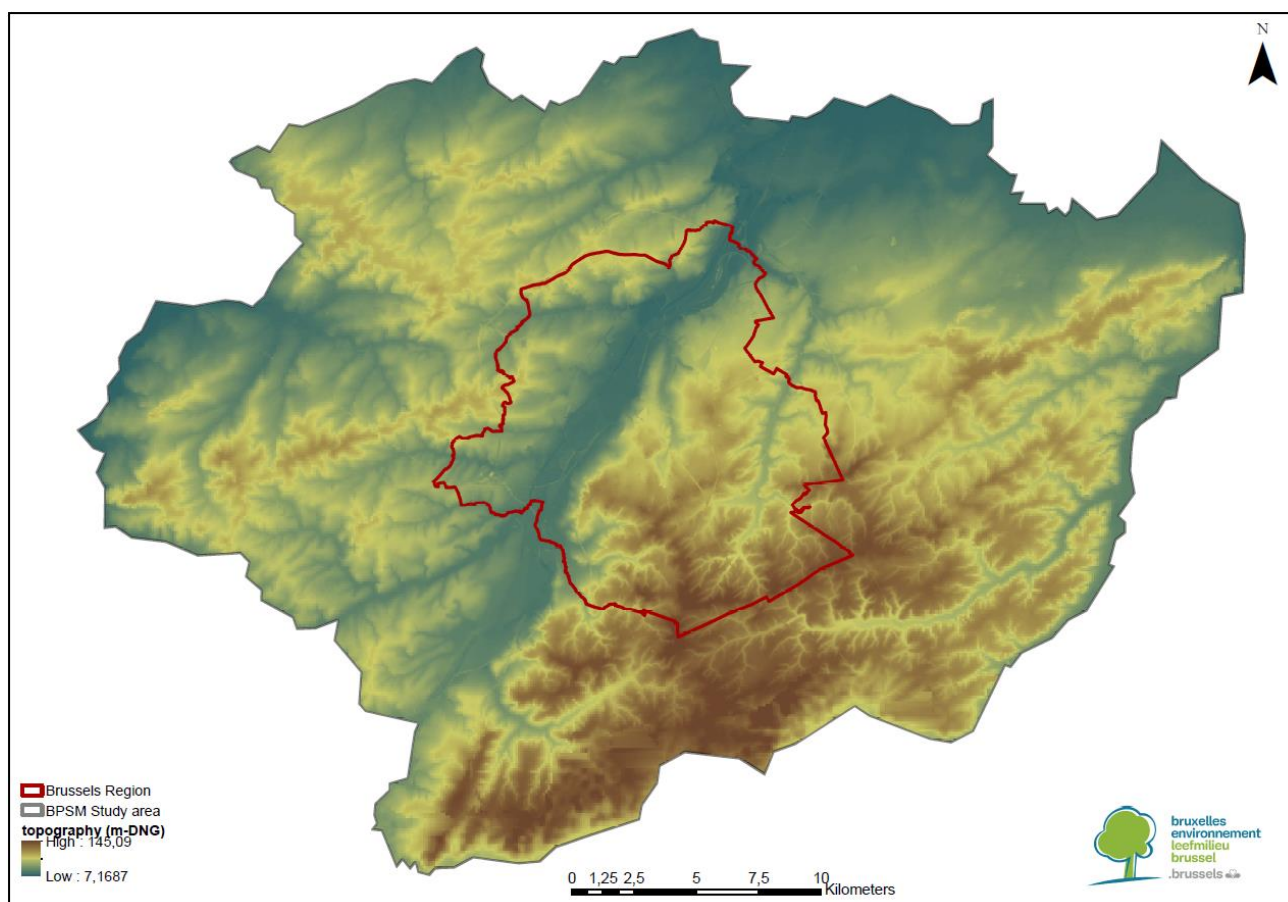 N
Brussels Region
BPSM Study area
topography (m-DNG)
High : 145,09
Low : 7,1687
0 1,25 2,5 5 7,5 10
Kilometers
bruxelles
environnement
leefmilieu
brussel
.brussels